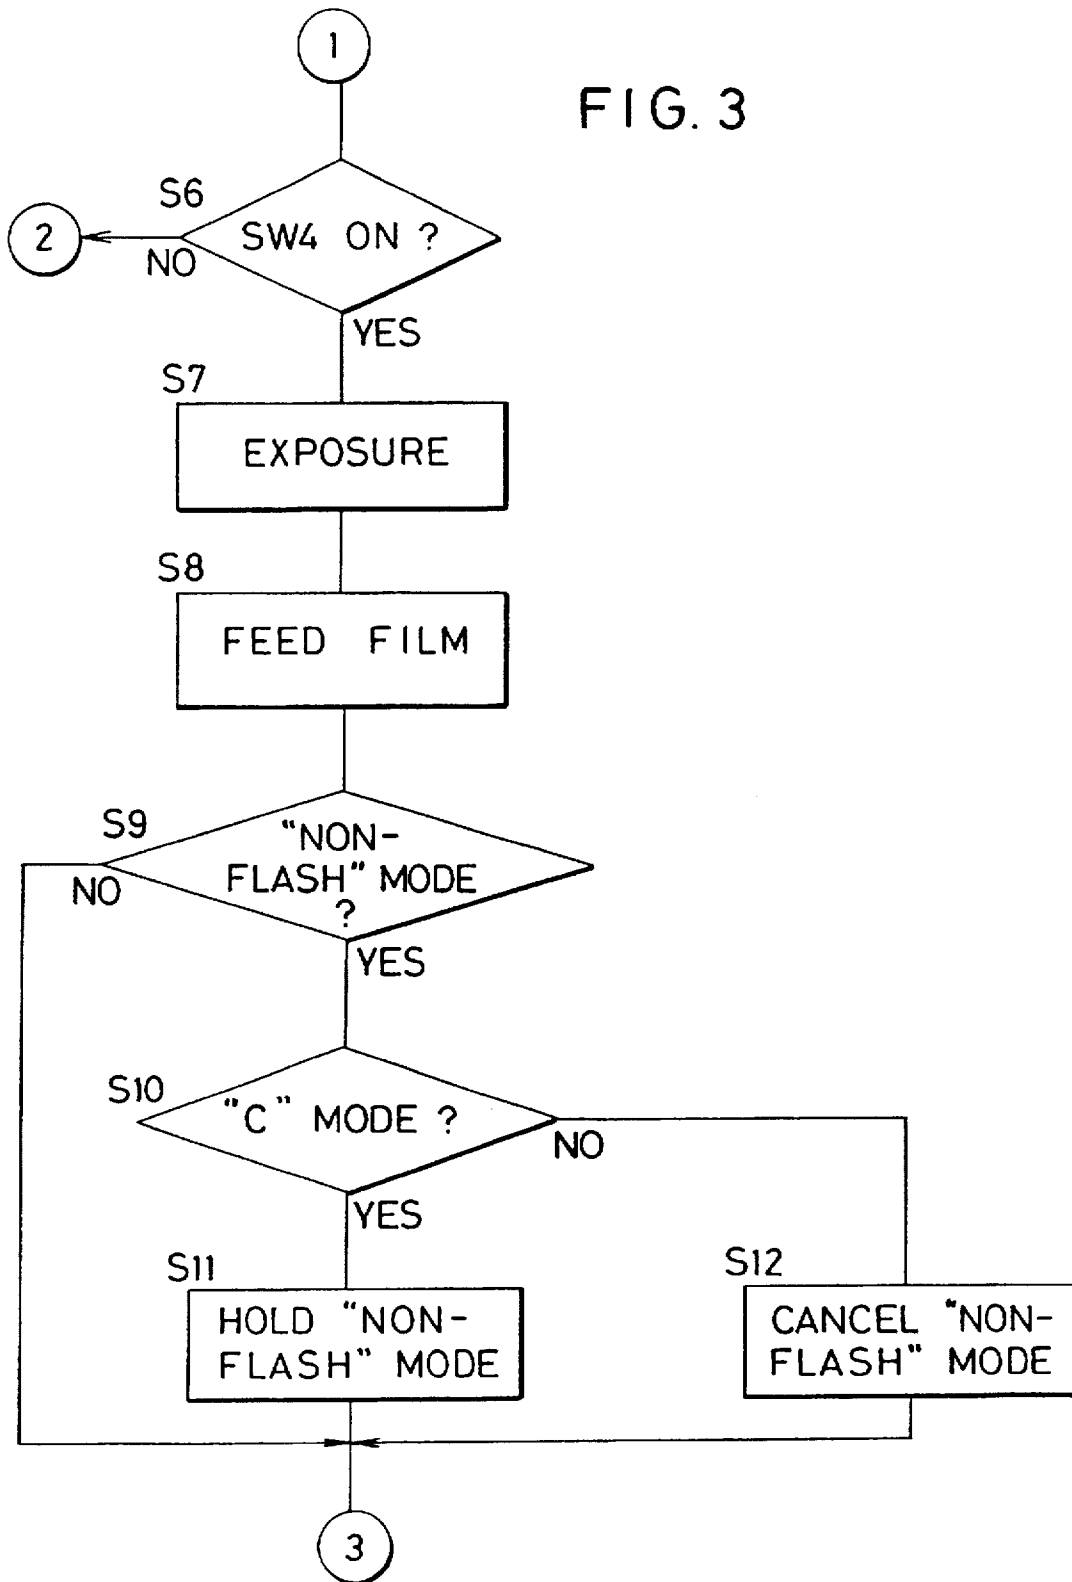 1
FIG. 3
S6
SW4 ON ?
2
NO
YES
S7
EXPOSURE
S8
FEED FILM
S9
"NON-
FLASH" MODE
?
NO
YES
S10
"C" MODE ?
NO
YES
S11
HOLD "NON-
FLASH" MODE
S12
CANCEL "NON-
FLASH" MODE
3